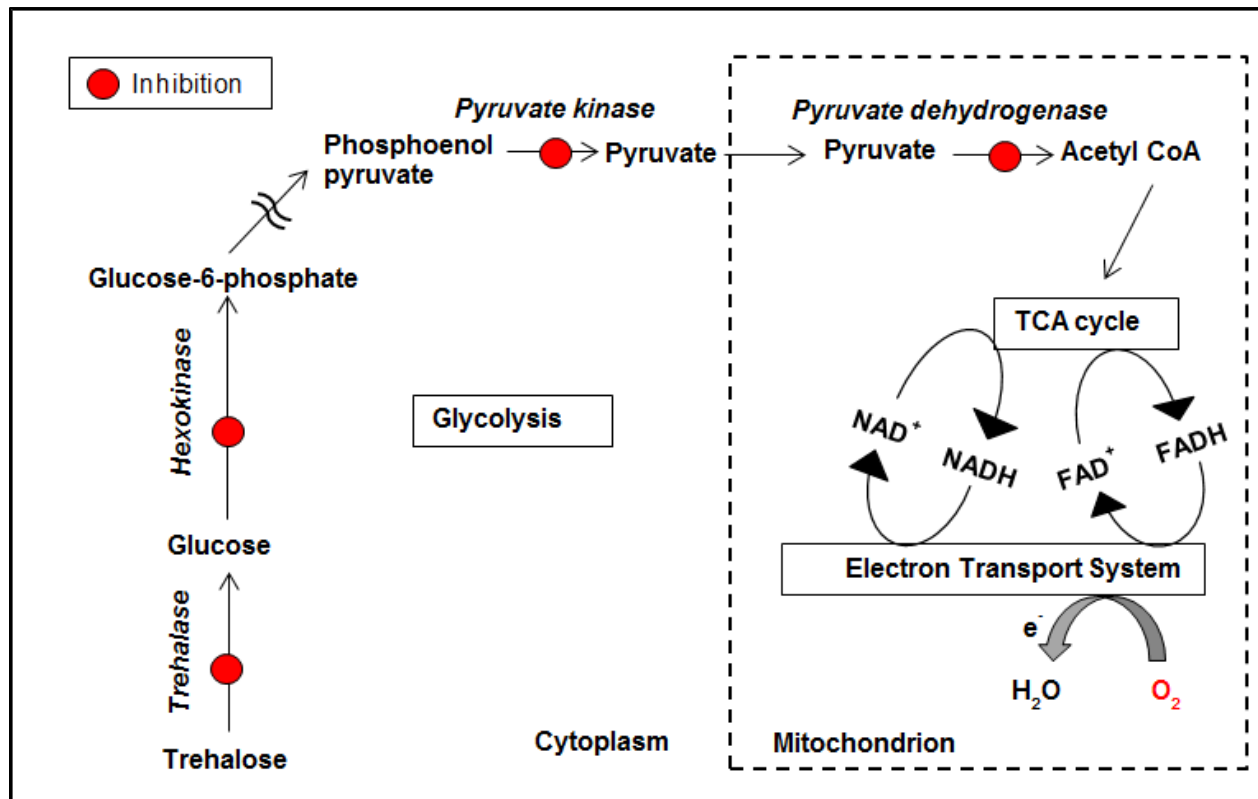 Inhibition
Pyruvate kinase
Pyruvate dehydrogenase
Phosphoenol
pyruvate
Pyruvate
Pyruvate
Acetyl CoA
Glucose-6-phosphate
TCA cycle
Hexokinase
Glycolysis
NAD⁺
NADH
FAD⁺
FADH
Glucose
Electron Transport System
Trehalase
e⁻
H₂O
O₂
Trehalose
Cytoplasm
Mitochondrion